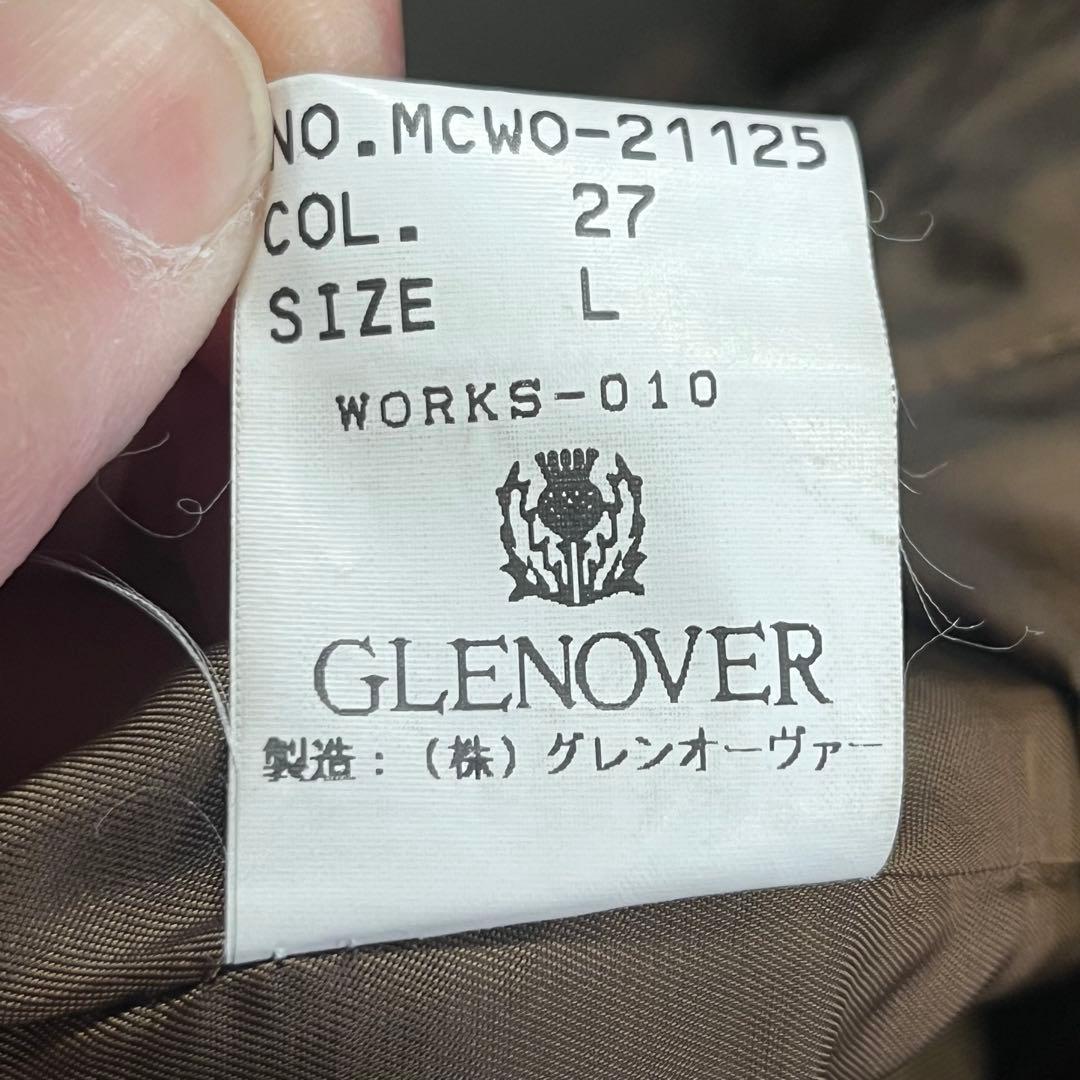 NO.MCWO-21125
COL. 27
SIZE L
WORKS-010
GLENOVER
製造：（株）グレンオーヴァー